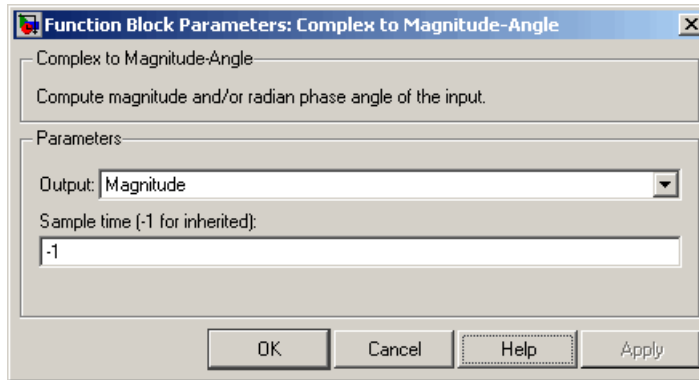 Function Block Parameters: Complex to Magnitude-Angle
Complex to Magnitude-Angle
Compute magnitude and/or radian phase angle of the input.
Parameters
Output: Magnitude
Sample time (-1 for inherited):
-1
OK Cancel Help Apply